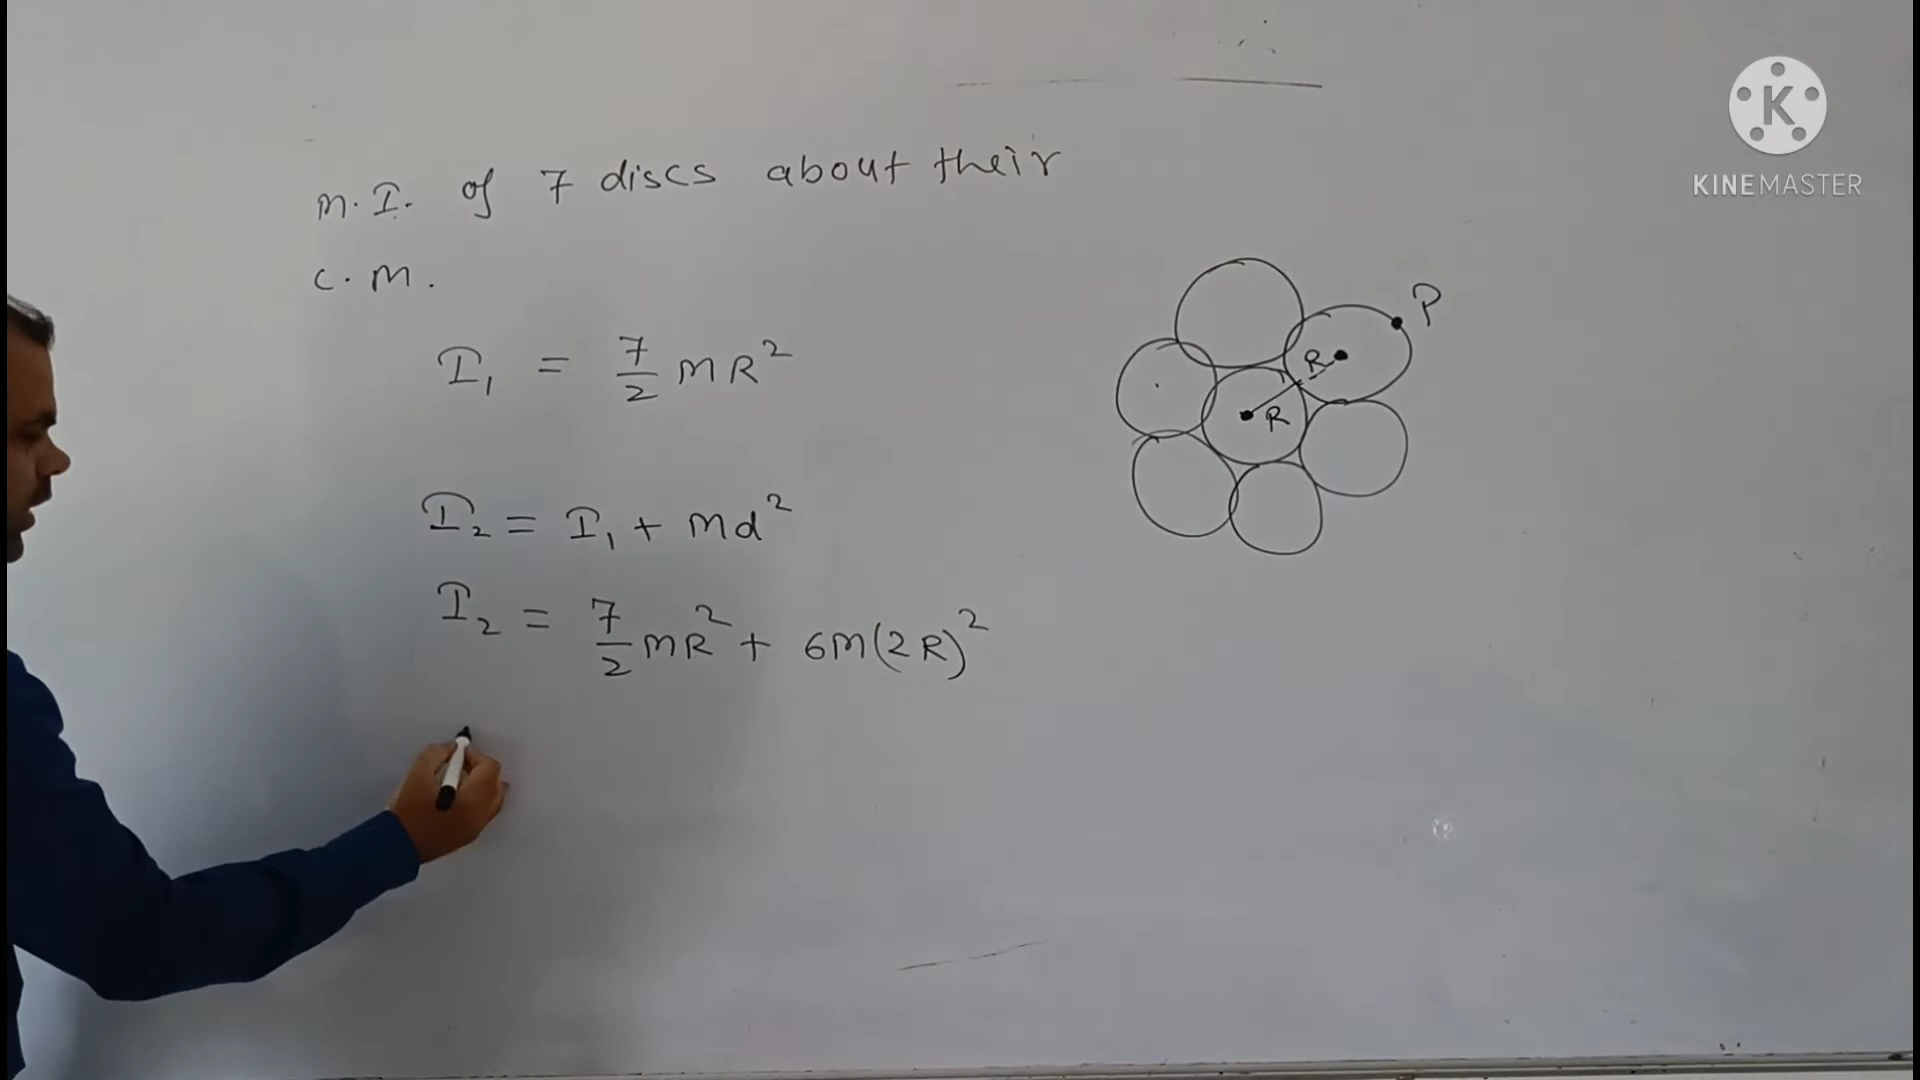 M.I. of 7 discs about their
C.M.
I₁ = 7/2 MR²
I₂ = I₁ + Md²
I₂ = 7/2 MR² + 6M(2R)²
P
R
R
K
KINEMASTER